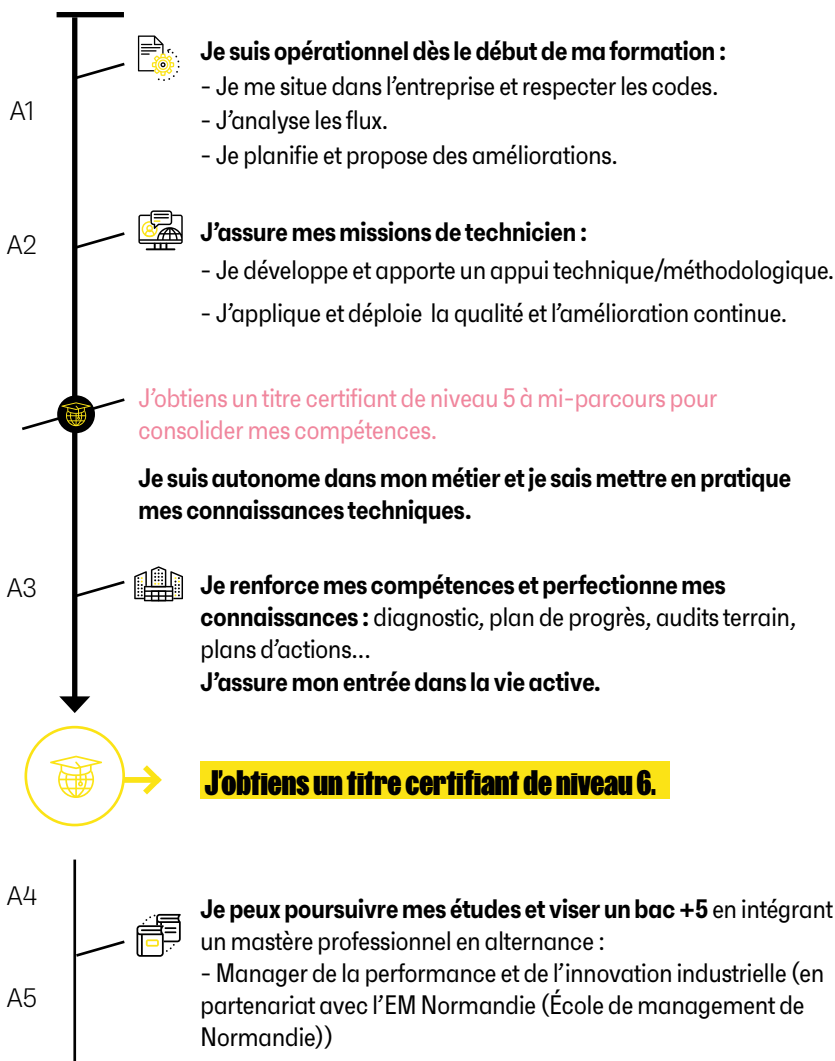 Je suis opérationnel dès le début de ma formation :
- Je me situe dans l'entreprise et respecter les codes.
A1
- J'analyse les flux.
- Je planifie et propose des améliorations.
A2
J'assure mes missions de technicien :
- Je développe et apporte un appui technique/méthodologique.
- J'applique et déploie la qualité et l'amélioration continue.
J'obtiens un titre certifiant de niveau 5 à mi-parcours pour
consolider mes compétences.
Je suis autonome dans mon métier et je sais mettre en pratique
mes connaissances techniques.
A3
Je renforce mes compétences et perfectionne mes
connaissances : diagnostic, plan de progrès, audits terrain,
plans d'actions...
J'assure mon entrée dans la vie active.
J'obtiens un titre certifiant de niveau 6.
A4
Je peux poursuivre mes études et viser un bac +5 en intégrant
un mastère professionnel en alternance :
- Manager de la performance et de l'innovation industrielle (en
A5
partenariat avec l'EM Normandie (École de management de
Normandie))